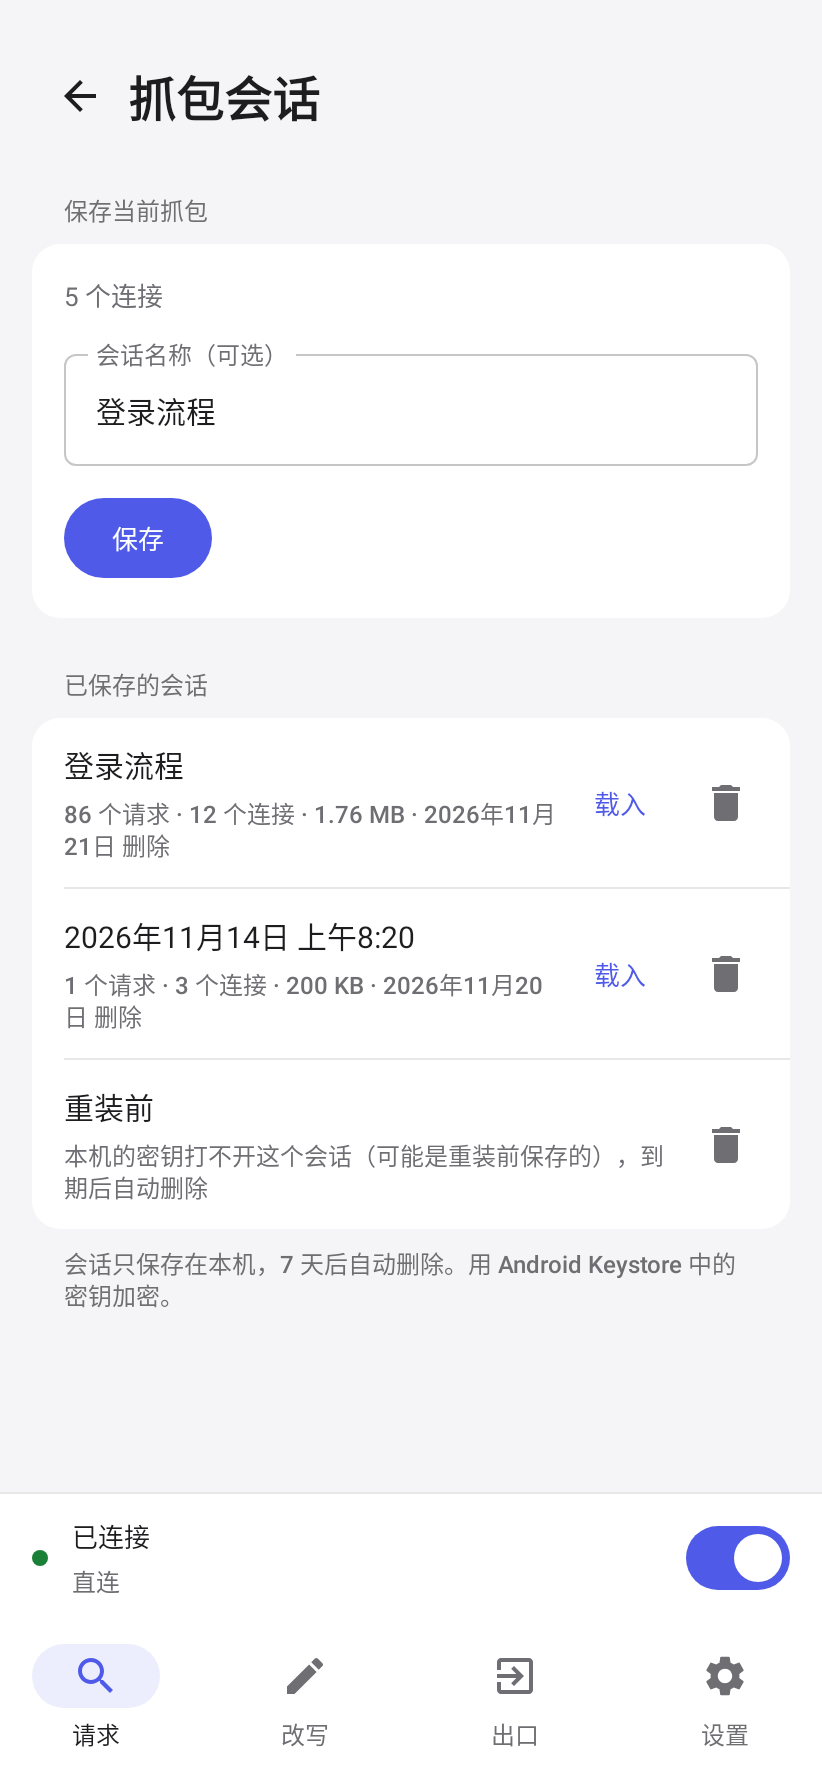 抓包会话
保存当前抓包
5 个连接
会话名称（可选）
登录流程
保存
已保存的会话
登录流程
86 个请求 · 12 个连接 · 1.76 MB · 2026年11月
21日 删除
载入
2026年11月14日 上午8:20
1 个请求 · 3 个连接 · 200 KB · 2026年11月20
日 删除
载入
重装前
本机的密钥打不开这个会话（可能是重装前保存的），到
期后自动删除
会话只保存在本机，7 天后自动删除。用 Android Keystore 中的
密钥加密。
已连接
直连
请求
改写
出口
设置